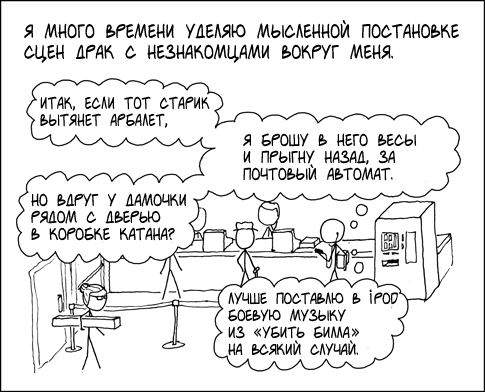 Я МНОГО ВРЕМЕНИ УДЕЛЯЮ МЫСЛЕННОЙ ПОСТАНОВКЕ
СЦЕН ДРАК С НЕЗНАКОМЦАМИ ВОКРУГ МЕНЯ.
ИТАК, ЕСЛИ ТОТ СТАРИК
ВЫТЯНЕТ АРБАЛЕТ,
Я БРОШУ В НЕГО ВЕСЫ
И ПРЫГНУ НАЗАД, ЗА
ПОЧТОВЫЙ АВТОМАТ.
НО ВДРУГ У ДАМОЧКИ
РЯДОМ С ДВЕРЬЮ
В КОРОБКЕ КАТАНА?
ЛУЧШЕ ПОСТАВЛЮ В iPOD
БОЕВУЮ МУЗЫКУ
ИЗ «УБИТЬ БИЛЛА»
НА ВСЯКИЙ СЛУЧАЙ.